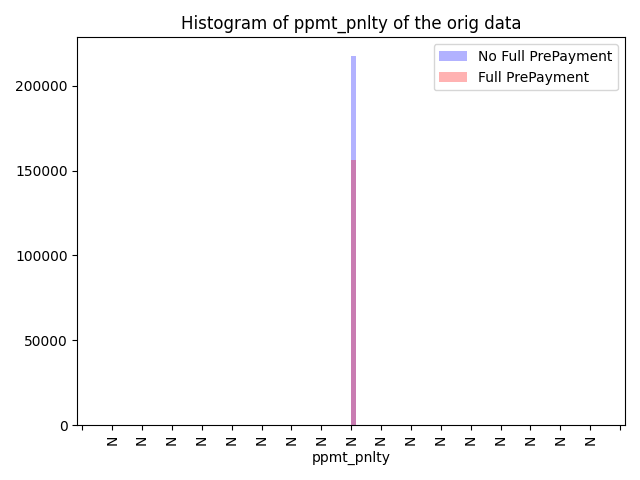 Histogram of ppmt_pnlty of the orig data
No Full PrePayment
Full PrePayment
200000
150000
100000
50000
0
N N N N N N N N N N N N N N N N N
ppmt_pnlty